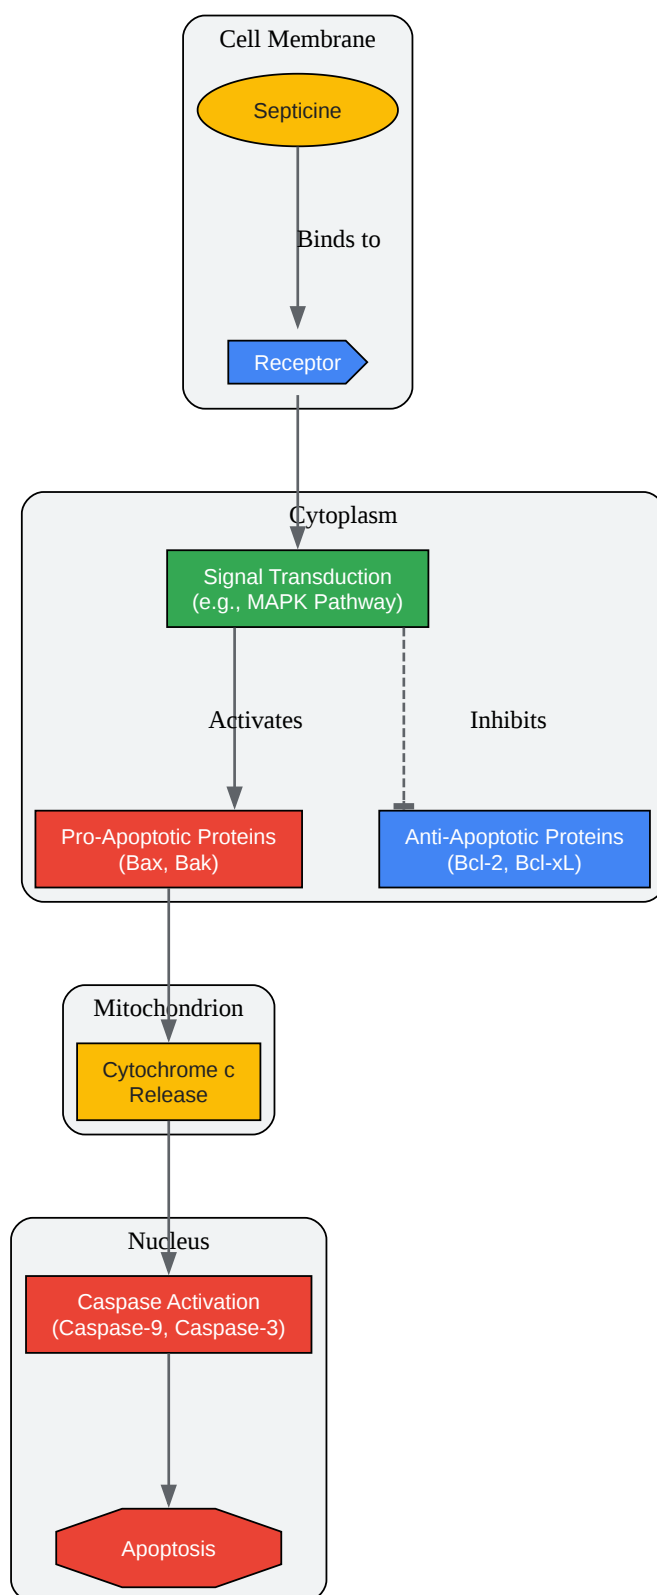 Cell Membrane
Septicine
Binds to
Receptor
Cytoplasm
Signal Transduction
(e.g., MAPK Pathway)
Activates
Inhibits
Pro-Apoptotic Proteins
(Bax, Bak)
Anti-Apoptotic Proteins
(Bcl-2, Bcl-xL)
Mitochondrion
Cytochrome c
Release
Nucleus
Caspase Activation
(Caspase-9, Caspase-3)
Apoptosis